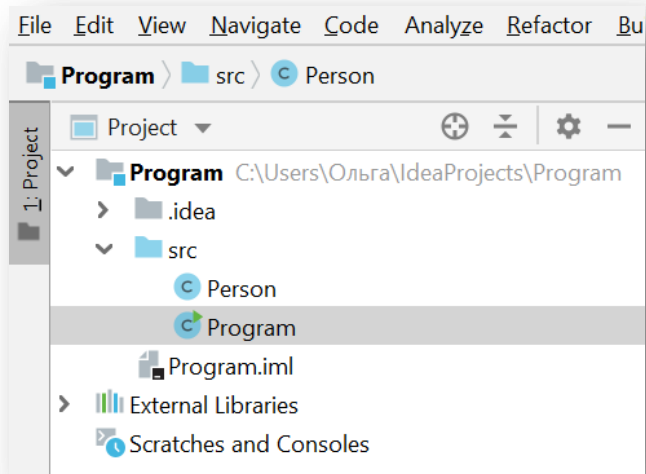 File Edit View Navigate Code Analyze Refactor Bu
Program src C Person
1: Project
Project
Program C:\Users\Ольга\IdeaProjects\Program
.idea
src
C Person
C Program
Program.iml
External Libraries
Scratches and Consoles